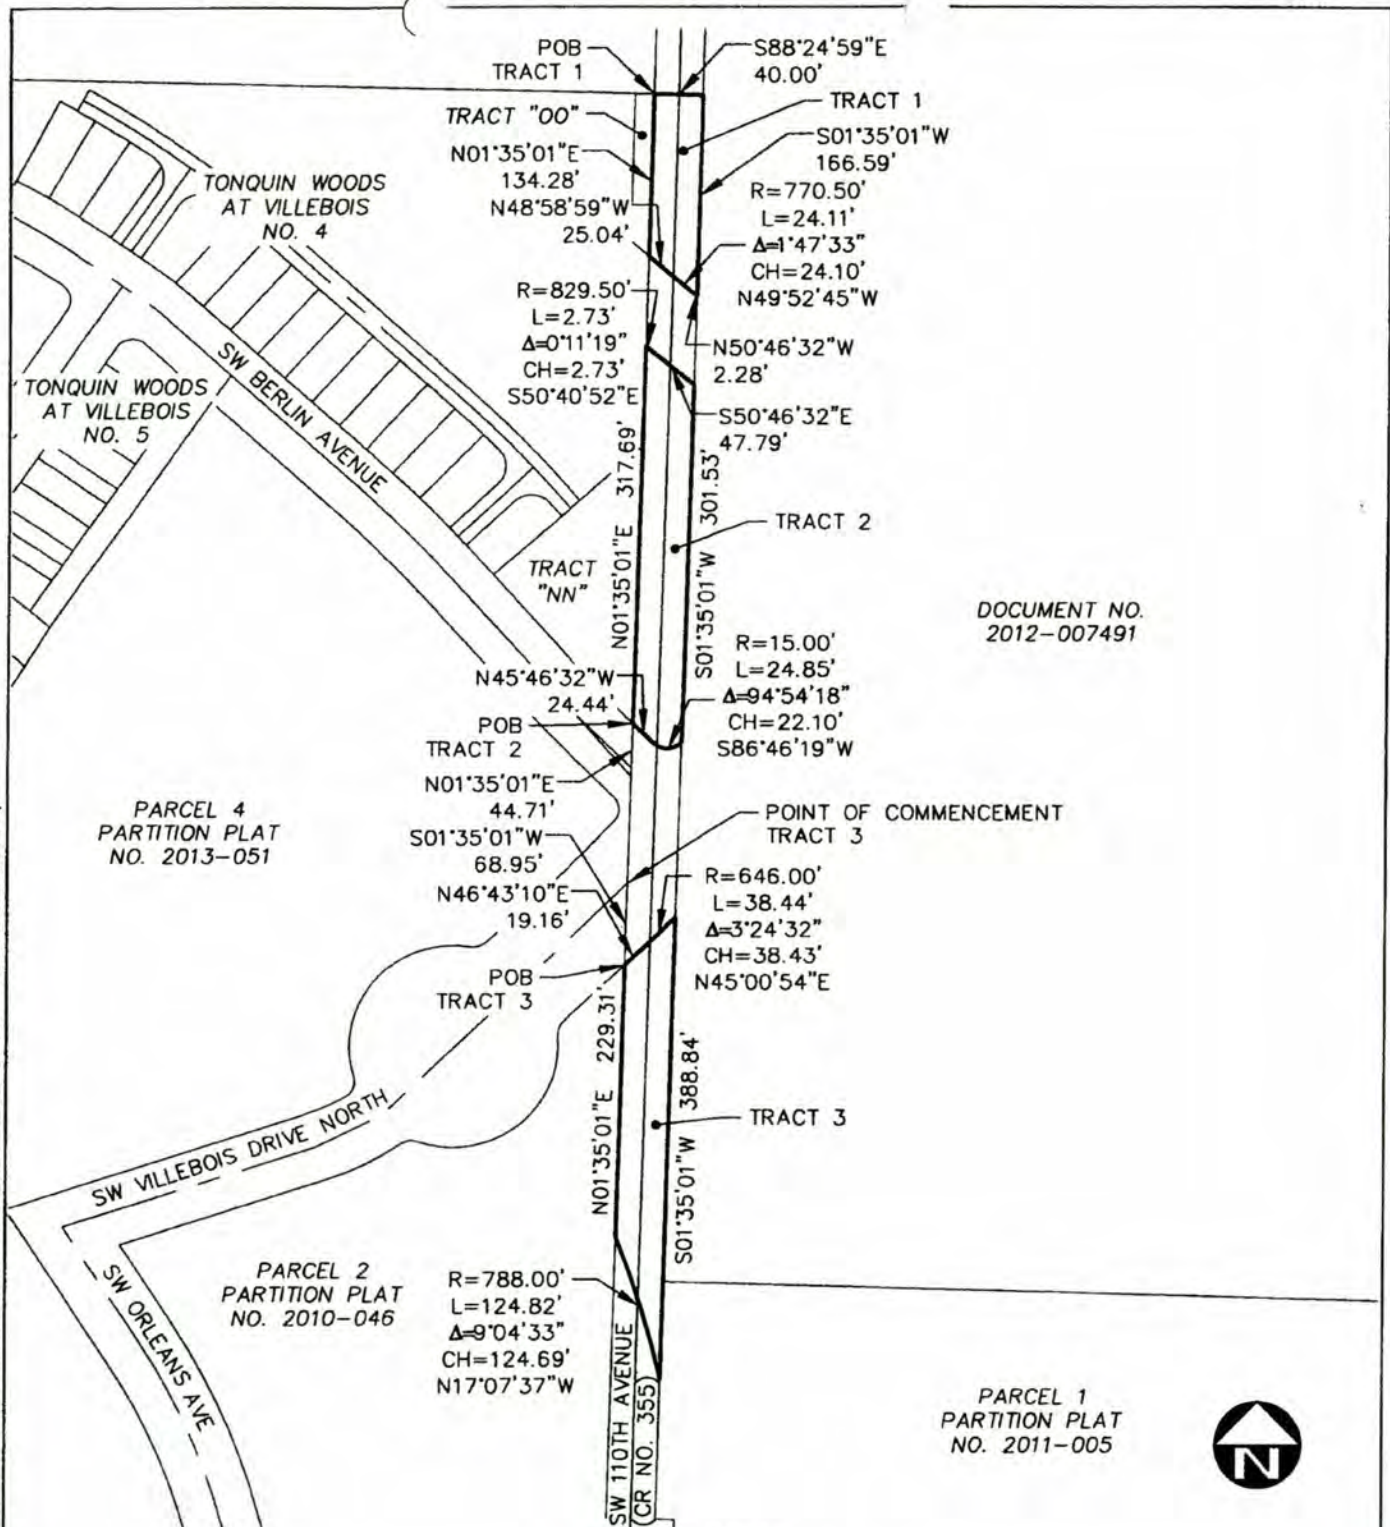 POB
TRACT 1
S88°24'59"E
40.00'
TRACT "OO"
TRACT 1
N01°35'01"E
134.28'
S01°35'01"W
166.59'
TONQUIN WOODS
AT VILLEBOIS
NO. 4
N48°58'59"W
25.04'
R=770.50'
L=24.11'
Δ=1°47'33"
CH=24.10'
N49°52'45"W
R=829.50'
L=2.73'
Δ=0°11'19"
CH=2.73'
S50°40'52"E
N50°46'32"W
2.28'
SW BERLIN AVENUE
TONQUIN WOODS
AT VILLEBOIS
NO. 5
S50°46'32"E
47.79'
N01°35'01"E 317.69'
S01°35'01"W 301.53'
TRACT 2
TRACT
"NN"
DOCUMENT NO.
2012-007491
R=15.00'
L=24.85'
Δ=94°54'18"
CH=22.10'
S86°46'19"W
N45°46'32"W
24.44'
POB
TRACT 2
N01°35'01"E
44.71'
PARCEL 4
PARTITION PLAT
NO. 2013-051
POINT OF COMMENCEMENT
TRACT 3
S01°35'01"W
68.95'
N46°43'10"E
19.16'
R=646.00'
L=38.44'
Δ=3°24'32"
CH=38.43'
N45°00'54"E
POB
TRACT 3
N01°35'01"E 229.31'
S01°35'01"W 388.84'
TRACT 3
SW VILLEBOIS DRIVE NORTH
SW ORLEANS AVE
PARCEL 2
PARTITION PLAT
NO. 2010-046
R=788.00'
L=124.82'
Δ=9°04'33"
CH=124.69'
N17°07'37"W
SW 110TH AVENUE
(CR NO. 355)
PARCEL 1
PARTITION PLAT
NO. 2011-005
N